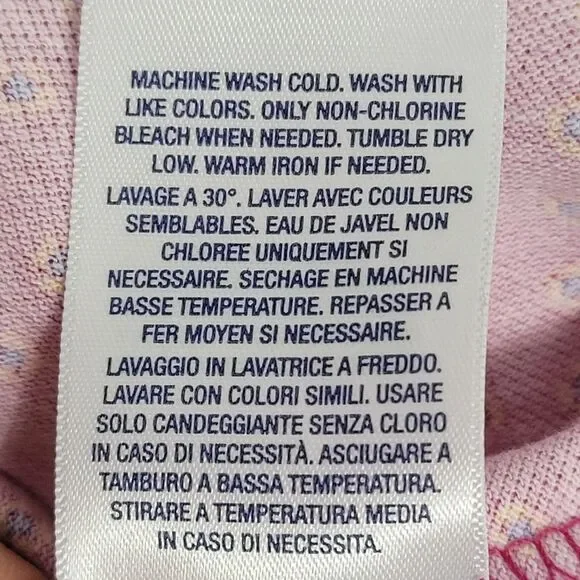 MACHINE WASH COLD. WASH WITH
LIKE COLORS. ONLY NON-CHLORINE
BLEACH WHEN NEEDED. TUMBLE DRY
LOW. WARM IRON IF NEEDED.
LAVAGE A 30°. LAVER AVEC COULEURS
SEMBLABLES. EAU DE JAVEL NON
CHLOREE UNIQUEMENT SI
NECESSAIRE. SECHAGE EN MACHINE
BASSE TEMPERATURE. REPASSER A
FER MOYEN SI NECESSAIRE.
LAVAGGIO IN LAVATRICE A FREDDO.
LAVARE CON COLORI SIMILI. USARE
SOLO CANDEGGIANTE SENZA CLORO
IN CASO DI NECESSITÀ. ASCIUGARE A
TAMBURO A BASSA TEMPERATURA.
STIRARE A TEMPERATURA MEDIA
IN CASO DI NECESSITA.